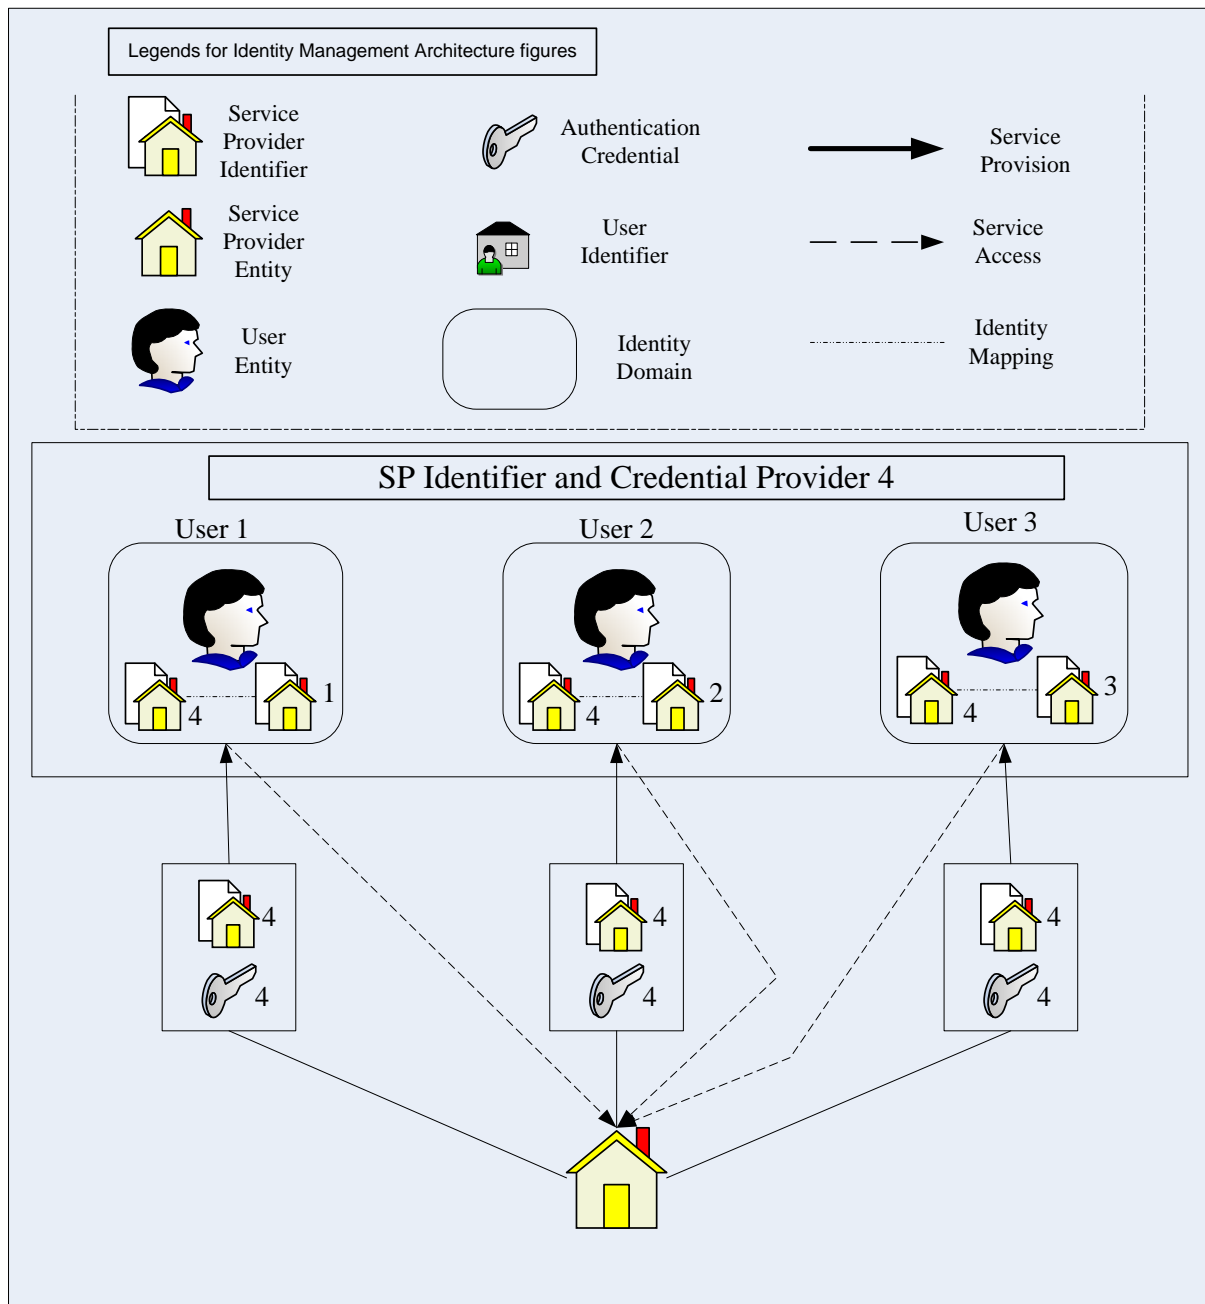 Legends for Identity Management Architecture figures
Service
Provider
Identifier
Authentication
Credential
Service
Provision
Service
Provider
Entity
User
Identifier
Service
Access
User
Entity
Identity
Domain
Identity
Mapping
SP Identifier and Credential Provider 4
User 1
User 2
User 3
4
1
4
2
4
3
4
4
4
4
4
4